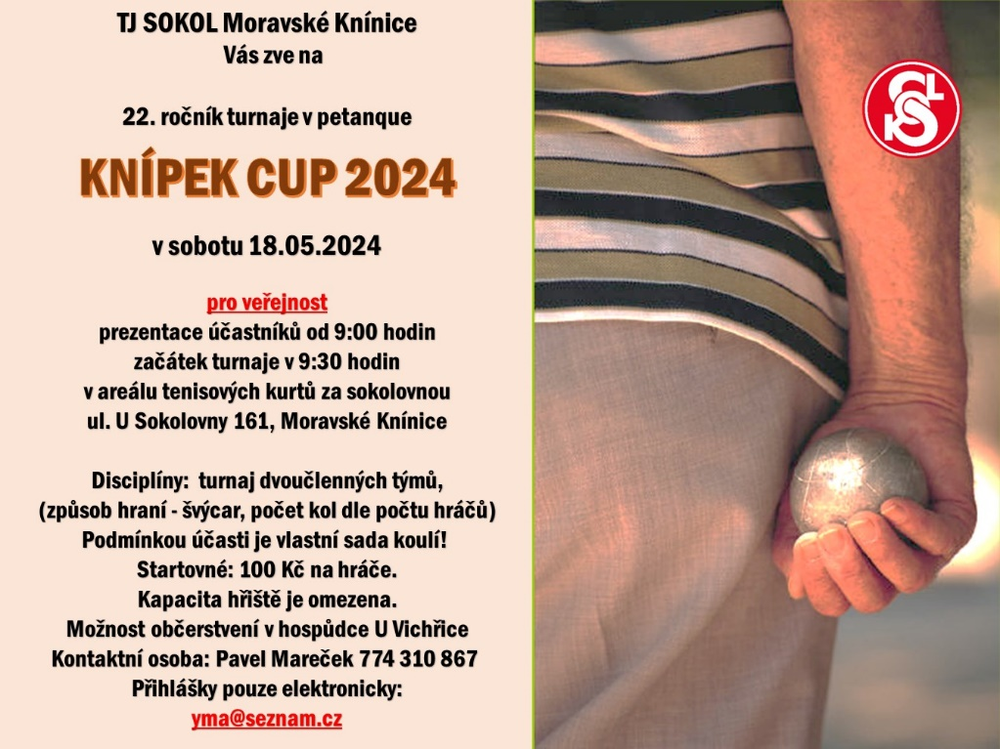 TJ SOKOL Moravské Knínice
Vás zve na
22. ročník turnaje v petanque
KNÍPEK CUP 2024
v sobotu 18.05.2024
pro veřejnost
prezentace účastníků od 9:00 hodin
začátek turnaje v 9:30 hodin
v areálu tenisových kurtů za sokolovnou
ul. U Sokolovny 161, Moravské Knínice
Disciplíny:  turnaj dvoučlenných týmů,
(způsob hraní - švýcar, počet kol dle počtu hráčů)
Podmínkou účasti je vlastní sada koulí!
Startovné: 100 Kč na hráče.
Kapacita hřiště je omezena.
Možnost občerstvení v hospůdce U Vichřice
Kontaktní osoba: Pavel Mareček 774 310 867
Přihlášky pouze elektronicky:
yma@seznam.cz